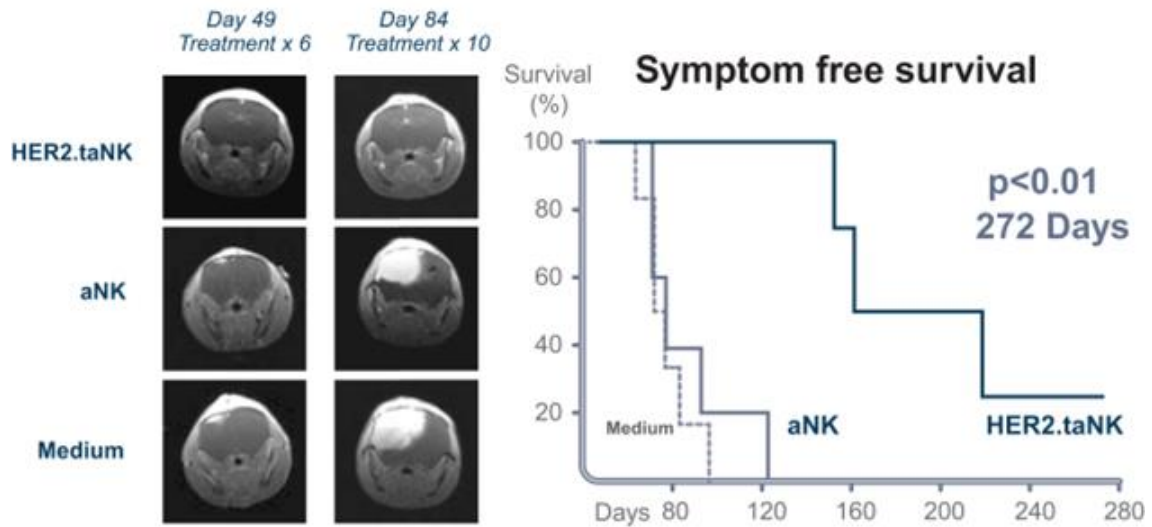 Day 49
Treatment x 6
Day 84
Treatment x 10
HER2.taNK
aNK
Medium
Symptom free survival
Survival
(%)
100
80
60
40
20
p<0.01
272 Days
Medium
aNK
HER2.taNK
Days 80 120 160 200 240 280